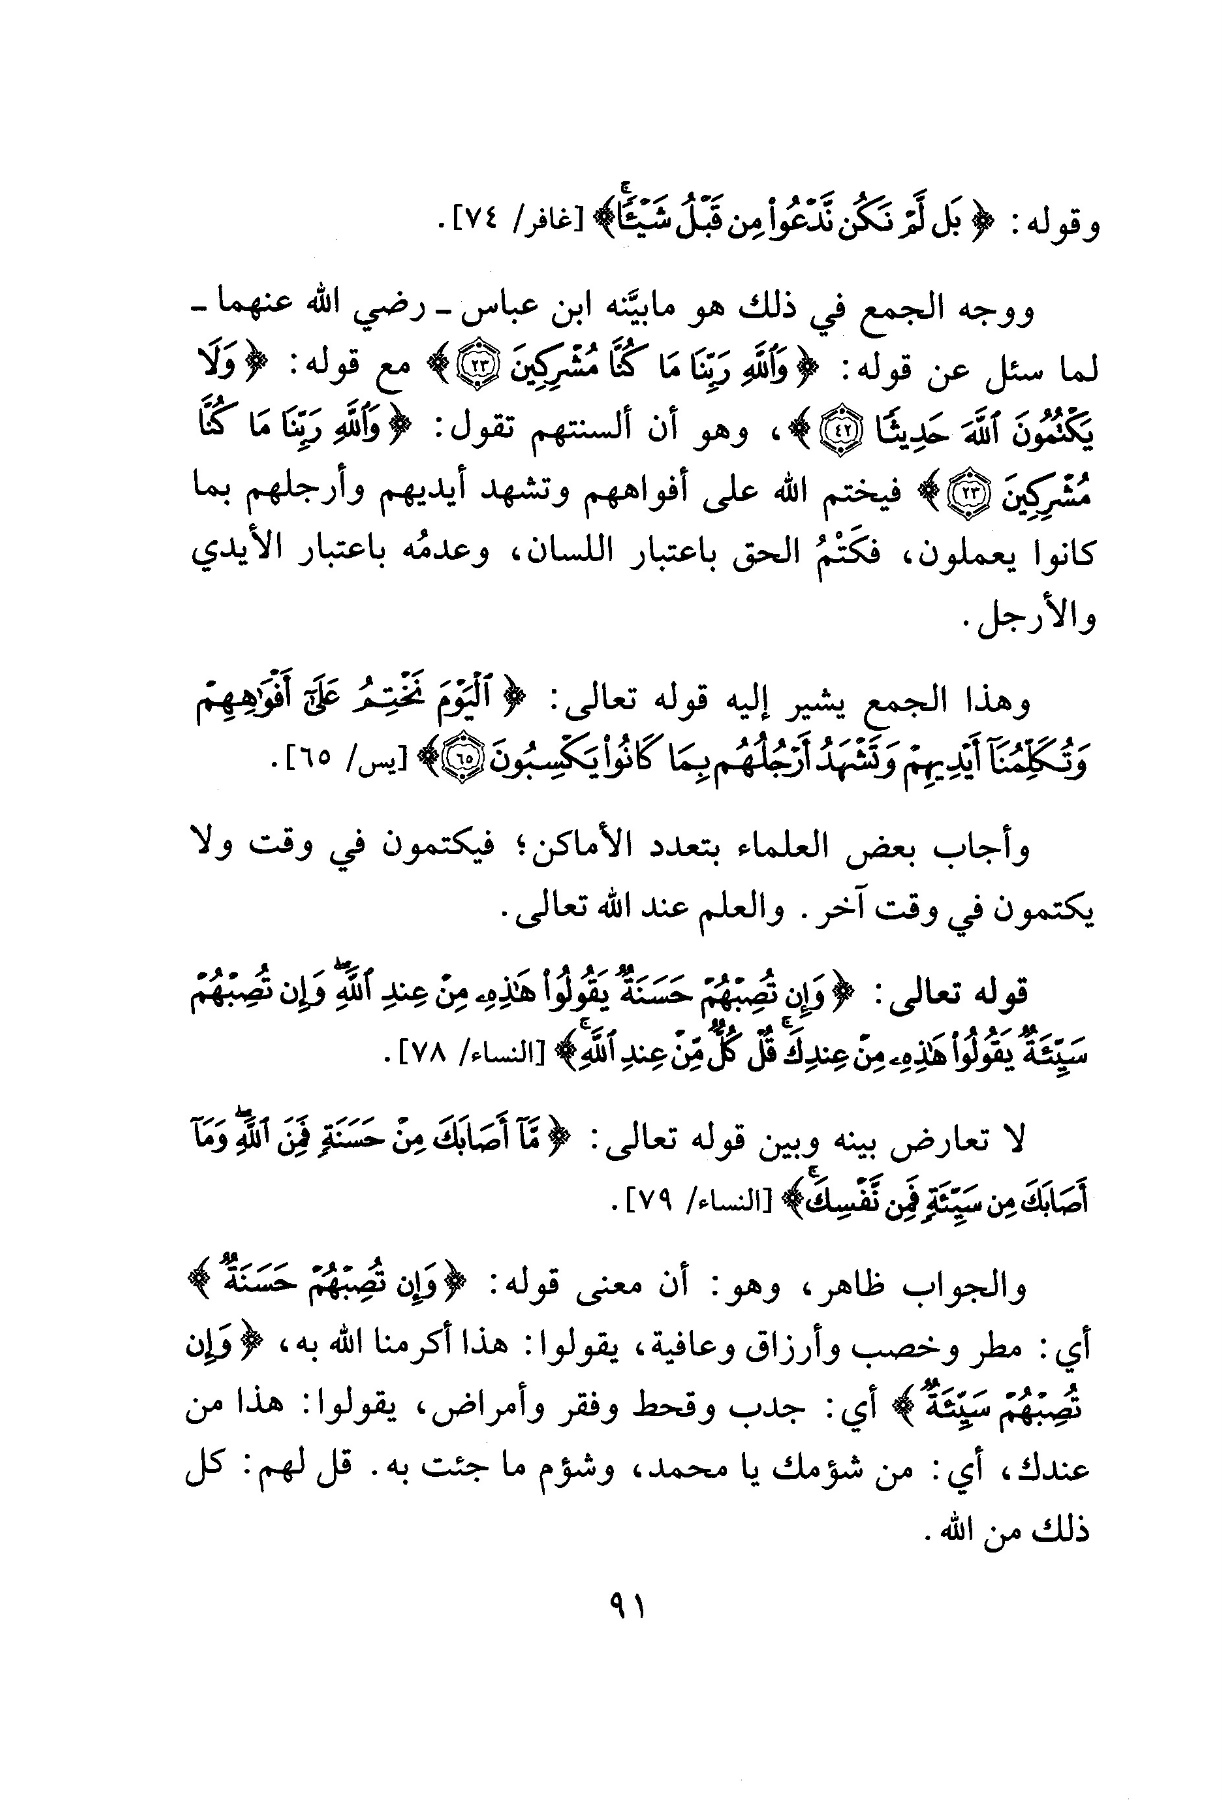 وقوله: ﴿ بَل لَّمْ نَكُن نَّدْعُوا۟ مِن قَبْلُ شَيْـًٔاۚ﴾ [غافر/ ٧٤].
ووجه الجمع في ذلك هو مابيَّنه ابن عباس ـ رضي الله عنهما ـ
لما سئل عن قوله: ﴿ وَٱللَّهِ رَبِّنَا مَا كُنَّا مُشْرِكِينَ ٢٣﴾ مع قوله: ﴿ وَلَا
يَكْتُمُونَ ٱللَّهَ حَدِيثًا ٤٢﴾، وهو أن ألسنتهم تقول: ﴿ وَٱللَّهِ رَبِّنَا مَا كُنَّا
مُشْرِكِينَ ٢٣﴾ فيختم الله على أفواههم وتشهد أيديهم وأرجلهم بما
كانوا يعملون، فكَتْمُ الحق باعتبار اللسان، وعدمُه باعتبار الأيدي
والأرجل.
وهذا الجمع يشير إليه قوله تعالى: ﴿ ٱلْيَوْمَ نَخْتِمُ عَلَىٰٓ أَفْوَٰهِهِمْ
وَتُكَلِّمُنَآ أَيْدِيهِمْ وَتَشْهَدُ أَرْجُلُهُم بِمَا كَانُوا۟ يَكْسِبُونَ ٦٥﴾ [يس/ ٦٥].
وأجاب بعض العلماء بتعدد الأماكن؛ فيكتمون في وقت ولا
يكتمون في وقت آخر. والعلم عند الله تعالى.
قوله تعالى: ﴿ وَإِن تُصِبْهُمْ حَسَنَةٌ يَقُولُوا۟ هَٰذِهِۦ مِنْ عِندِ ٱللَّهِۖ وَإِن تُصِبْهُمْ
سَيِّئَةٌ يَقُولُوا۟ هَٰذِهِۦ مِنْ عِندِكَۚ قُلْ كُلٌّ مِّنْ عِندِ ٱللَّهِۚ﴾ [النساء/ ٧٨].
لا تعارض بينه وبين قوله تعالى: ﴿ مَّآ أَصَابَكَ مِنْ حَسَنَةٍ فَمِنَ ٱللَّهِۖ وَمَآ
أَصَابَكَ مِن سَيِّئَةٍ فَمِن نَّفْسِكَۚ﴾ [النساء/ ٧٩].
والجواب ظاهر، وهو: أن معنى قوله: ﴿ وَإِن تُصِبْهُمْ حَسَنَةٌ ﴾
أي: مطر وخصب وأرزاق وعافية، يقولوا: هذا أكرمنا الله به، ﴿ وَإِن
تُصِبْهُمْ سَيِّئَةٌ ﴾ أي: جدب وقحط وفقر وأمراض، يقولوا: هذا من
عندك، أي: من شؤمك يا محمد، وشؤم ما جئت به. قل لهم: كل
ذلك من الله.
٩١